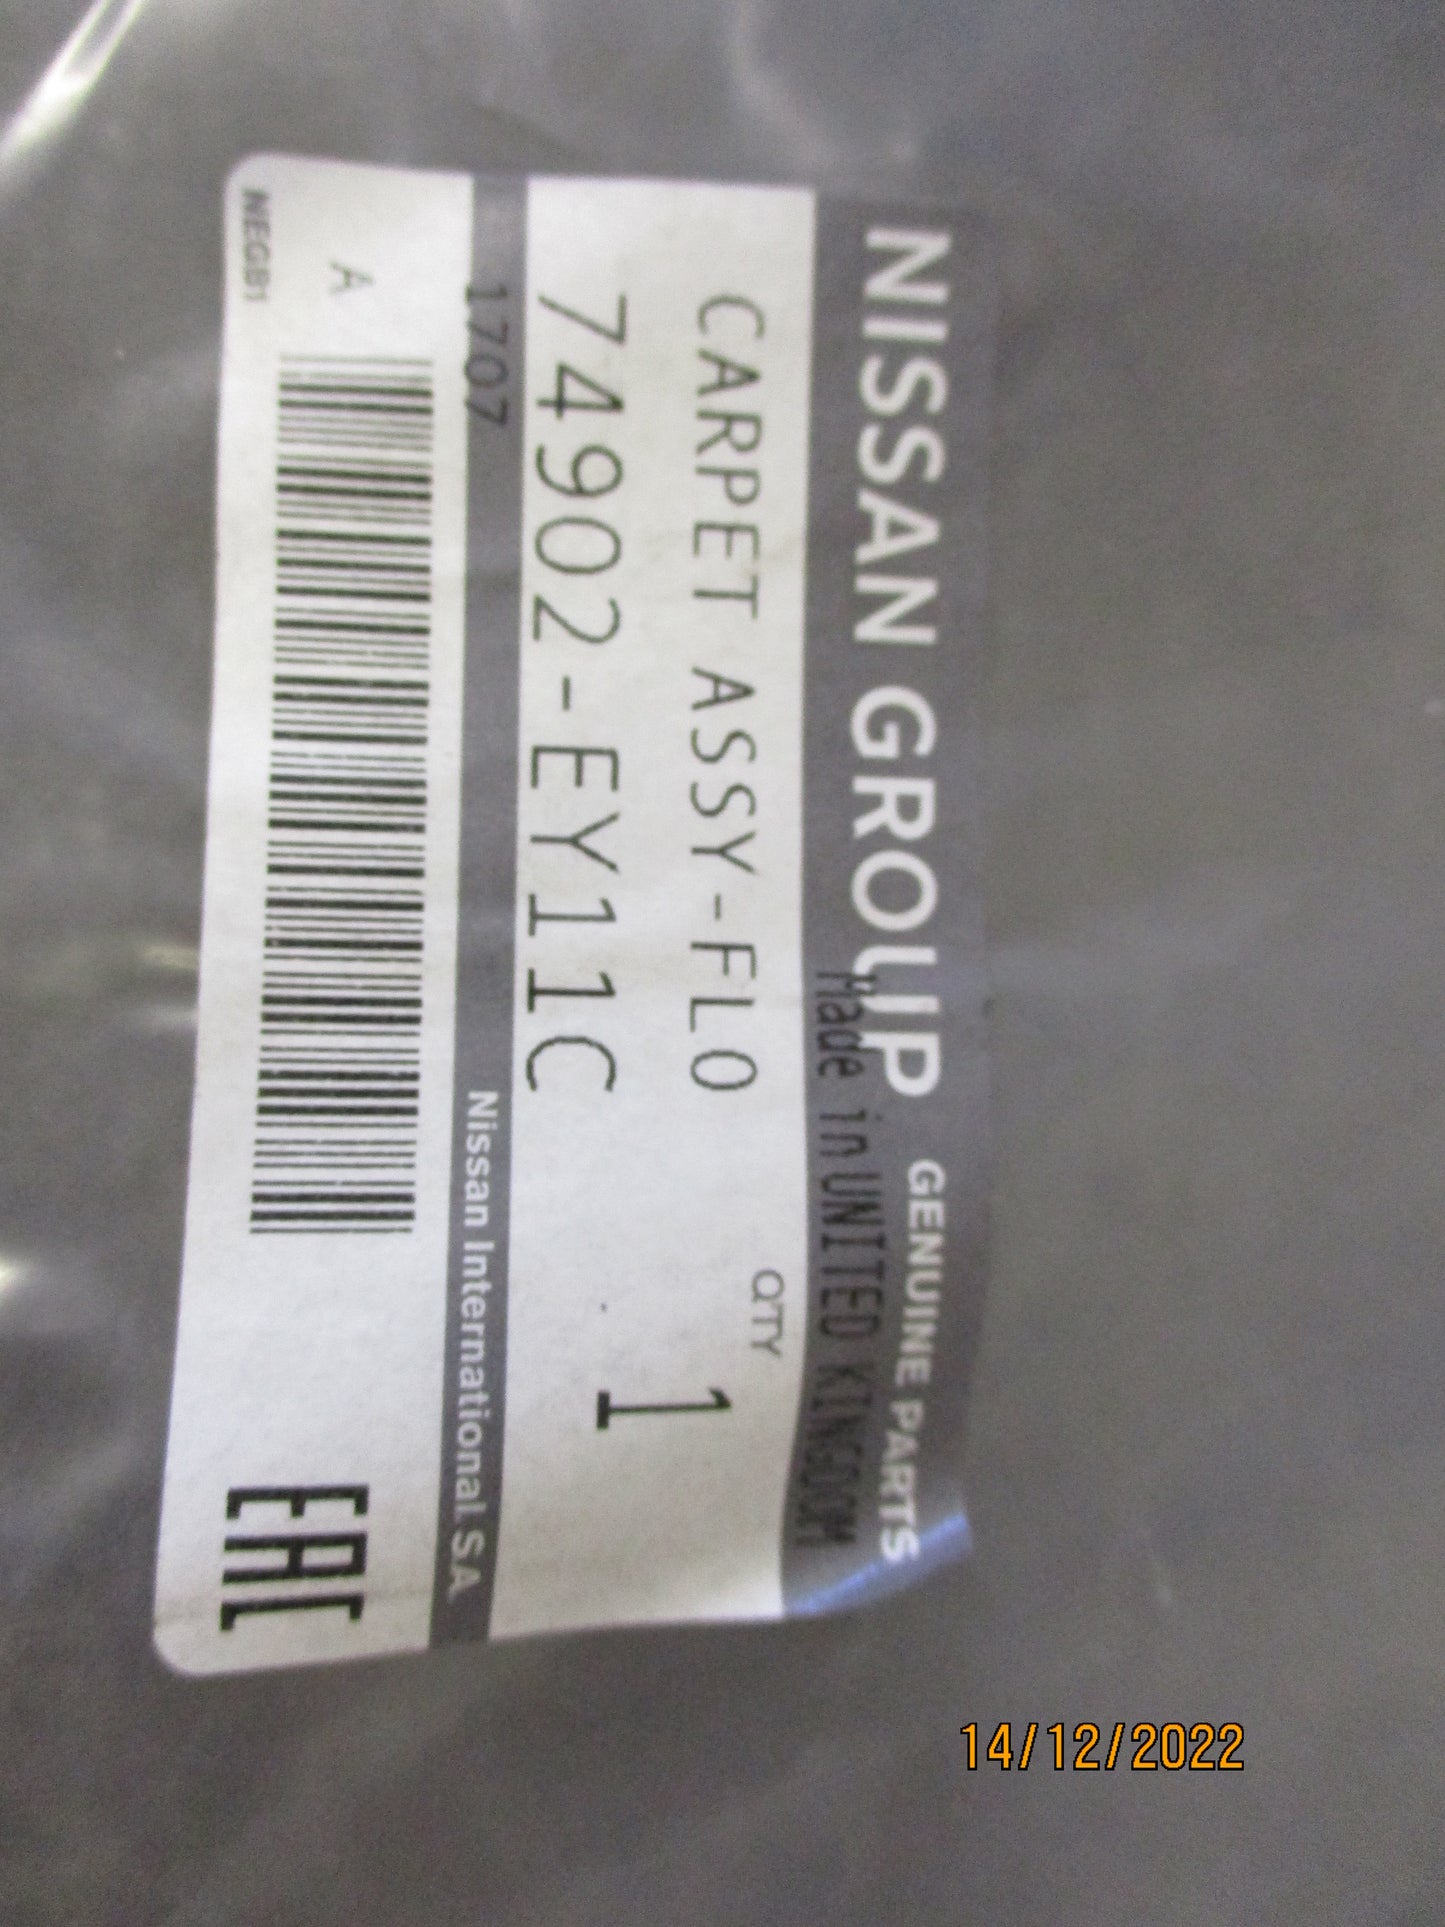 NISSAN GROUP GENUINE PARTS
Made in UNITED KINGDOM
CARPET ASSY-FLO
QTY
1
74902-EY11C
1707
Nissan International S.A
A
NEGB1
EAC
14/12/2022